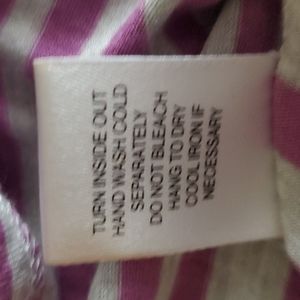 TURN INSIDE OUT
HAND WASH COLD
SEPARATELY
DO NOT BLEACH
HANG TO DRY
COOL IRON IF
NECESSARY